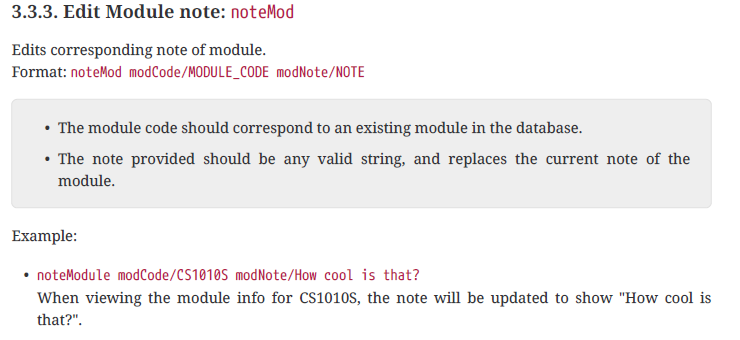 3.3.3. Edit Module note: noteMod
Edits corresponding note of module.
Format: noteMod modCode/MODULE_CODE modNote/NOTE
• The module code should correspond to an existing module in the database.
• The note provided should be any valid string, and replaces the current note of the
module.
Example:
• noteModule modCode/CS1010S modNote/How cool is that?
When viewing the module info for CS1010S, the note will be updated to show "How cool is
that?".